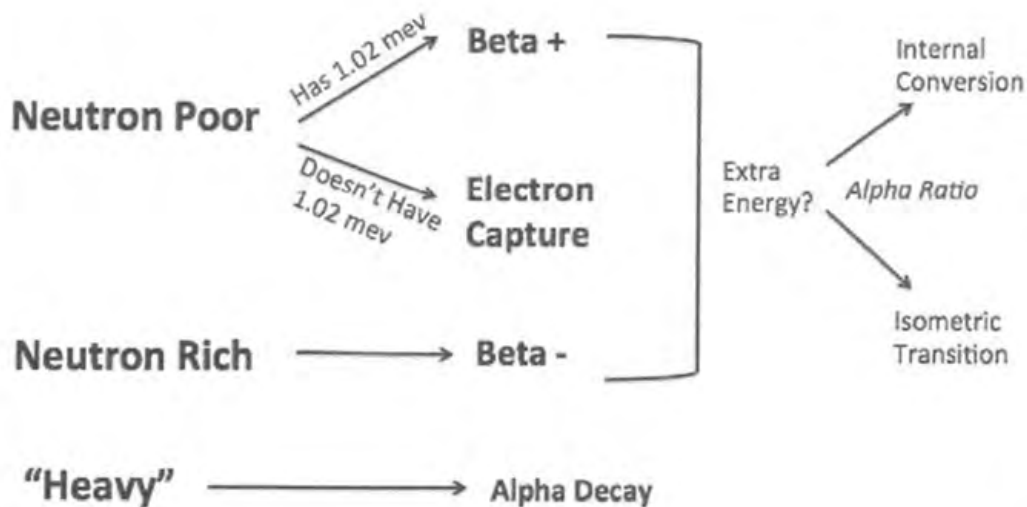 Neutron Poor
Has 1.02 mev
Beta +
Doesn't Have
1.02 mev
Electron
Capture
Neutron Rich
Beta -
"Heavy"
Alpha Decay
Extra
Energy?
Internal
Conversion
Alpha Ratio
Isometric
Transition